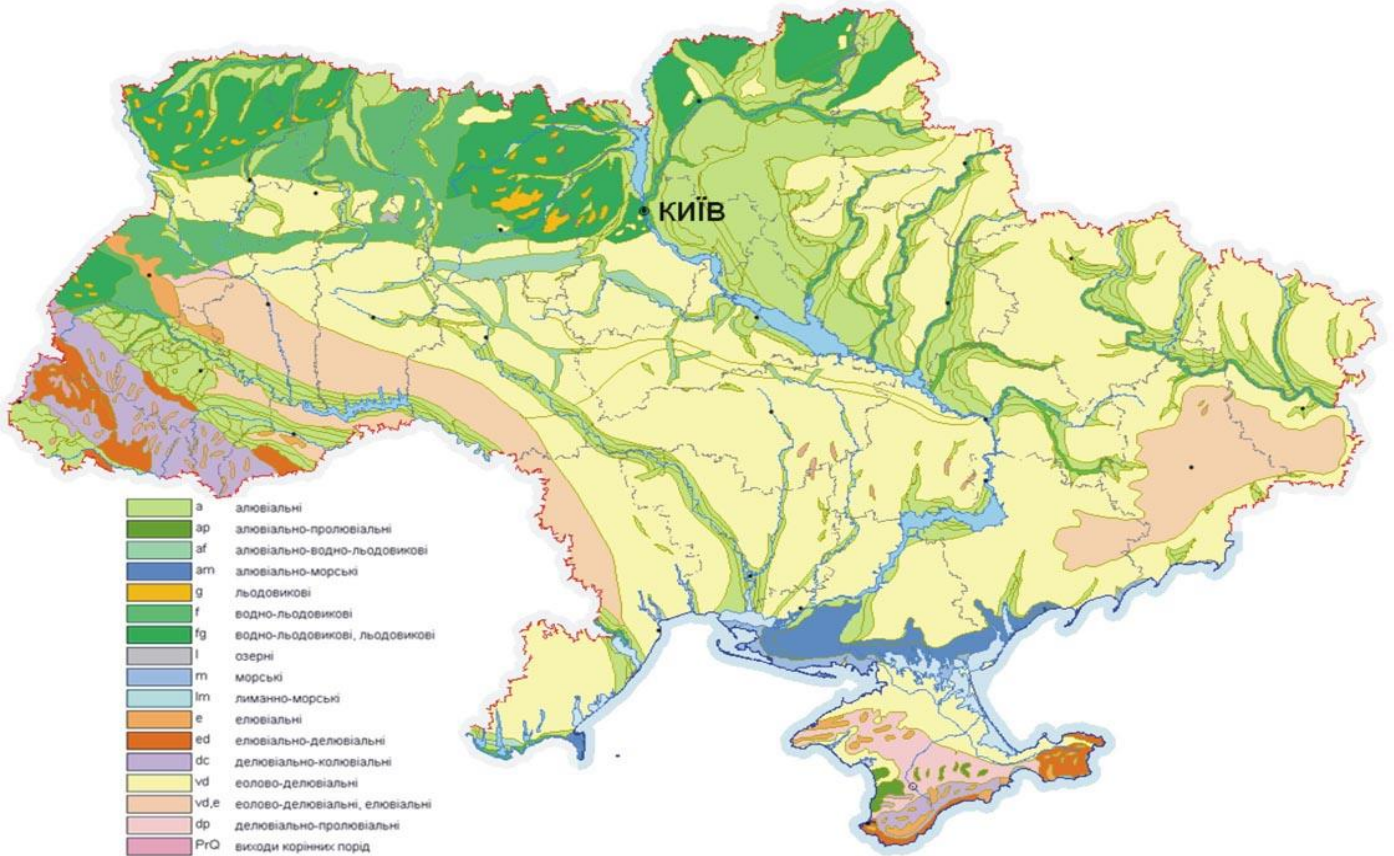 КИЇВ
a алювіальні
ap алювіально-пролювіальні
af алювіально-водно-льодовикові
am алювіально-морські
g льодовикові
f водно-льодовикові
fg водно-льодовикові, льодовикові
l озерні
m морські
lm лиманно-морські
e елювіальні
ed елювіально-делювіальні
dc делювіально-колювіальні
vd еолово-делювіальні
vd,e еолово-делювіальні, елювіальні
dp делювіально-пролювіальні
PrQ виходи корінних порід